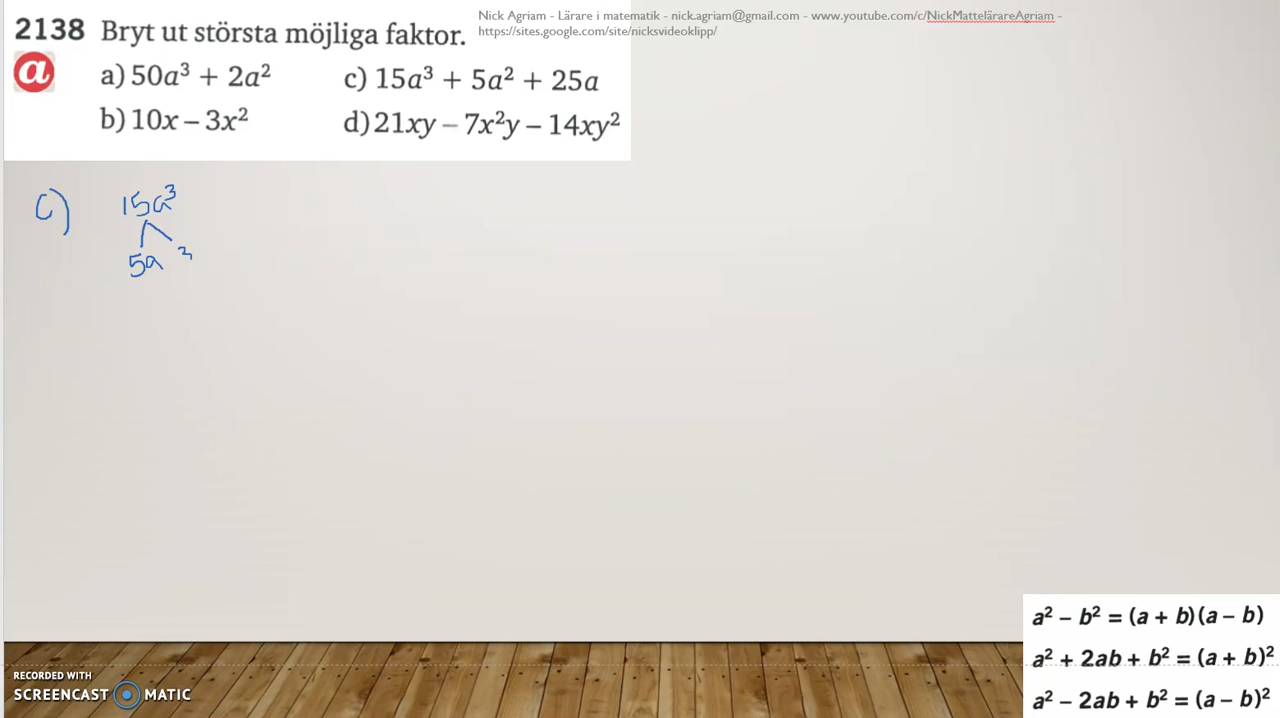 Nick Agriam - Lärare i matematik - nick.agriam@gmail.com - www.youtube.com/c/NickMattelärareAgriam -
https://sites.google.com/site/nicksvideoklipp/
2138 Bryt ut största möjliga faktor.
a
a) 50a³ + 2a²
c) 15a³ + 5a² + 25a
b) 10x – 3x²
d) 21xy – 7x²y – 14xy²
c) 15a³
5a 3
a² – b² = (a + b)(a – b)
a² + 2ab + b² = (a + b)²
a² – 2ab + b² = (a – b)²
RECORDED WITH
SCREENCAST MATIC